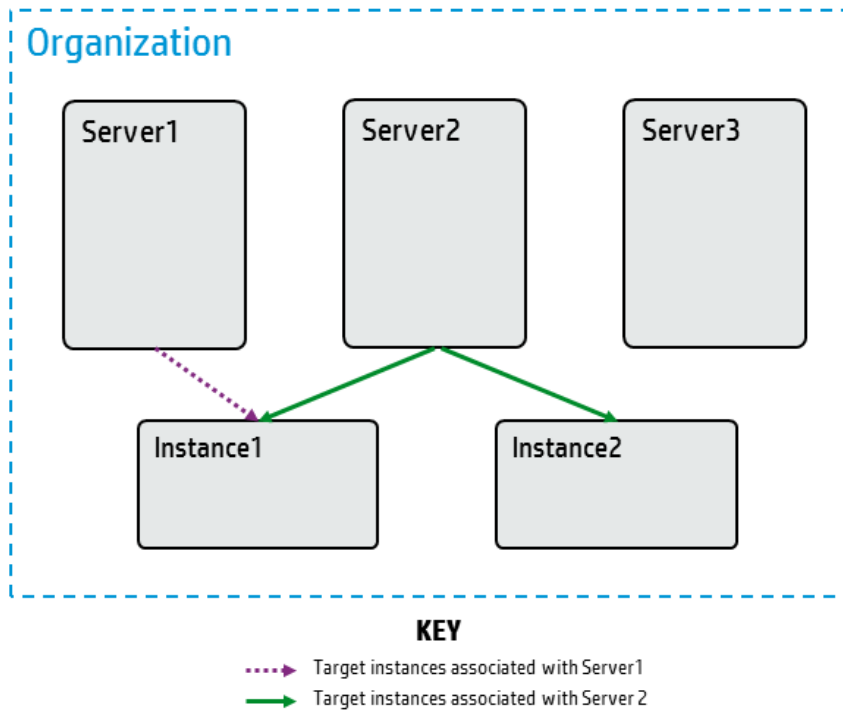 Organization
Server1
Server2
Server3
Instance1
Instance2
KEY
Target instances associated with Server1
Target instances associated with Server 2